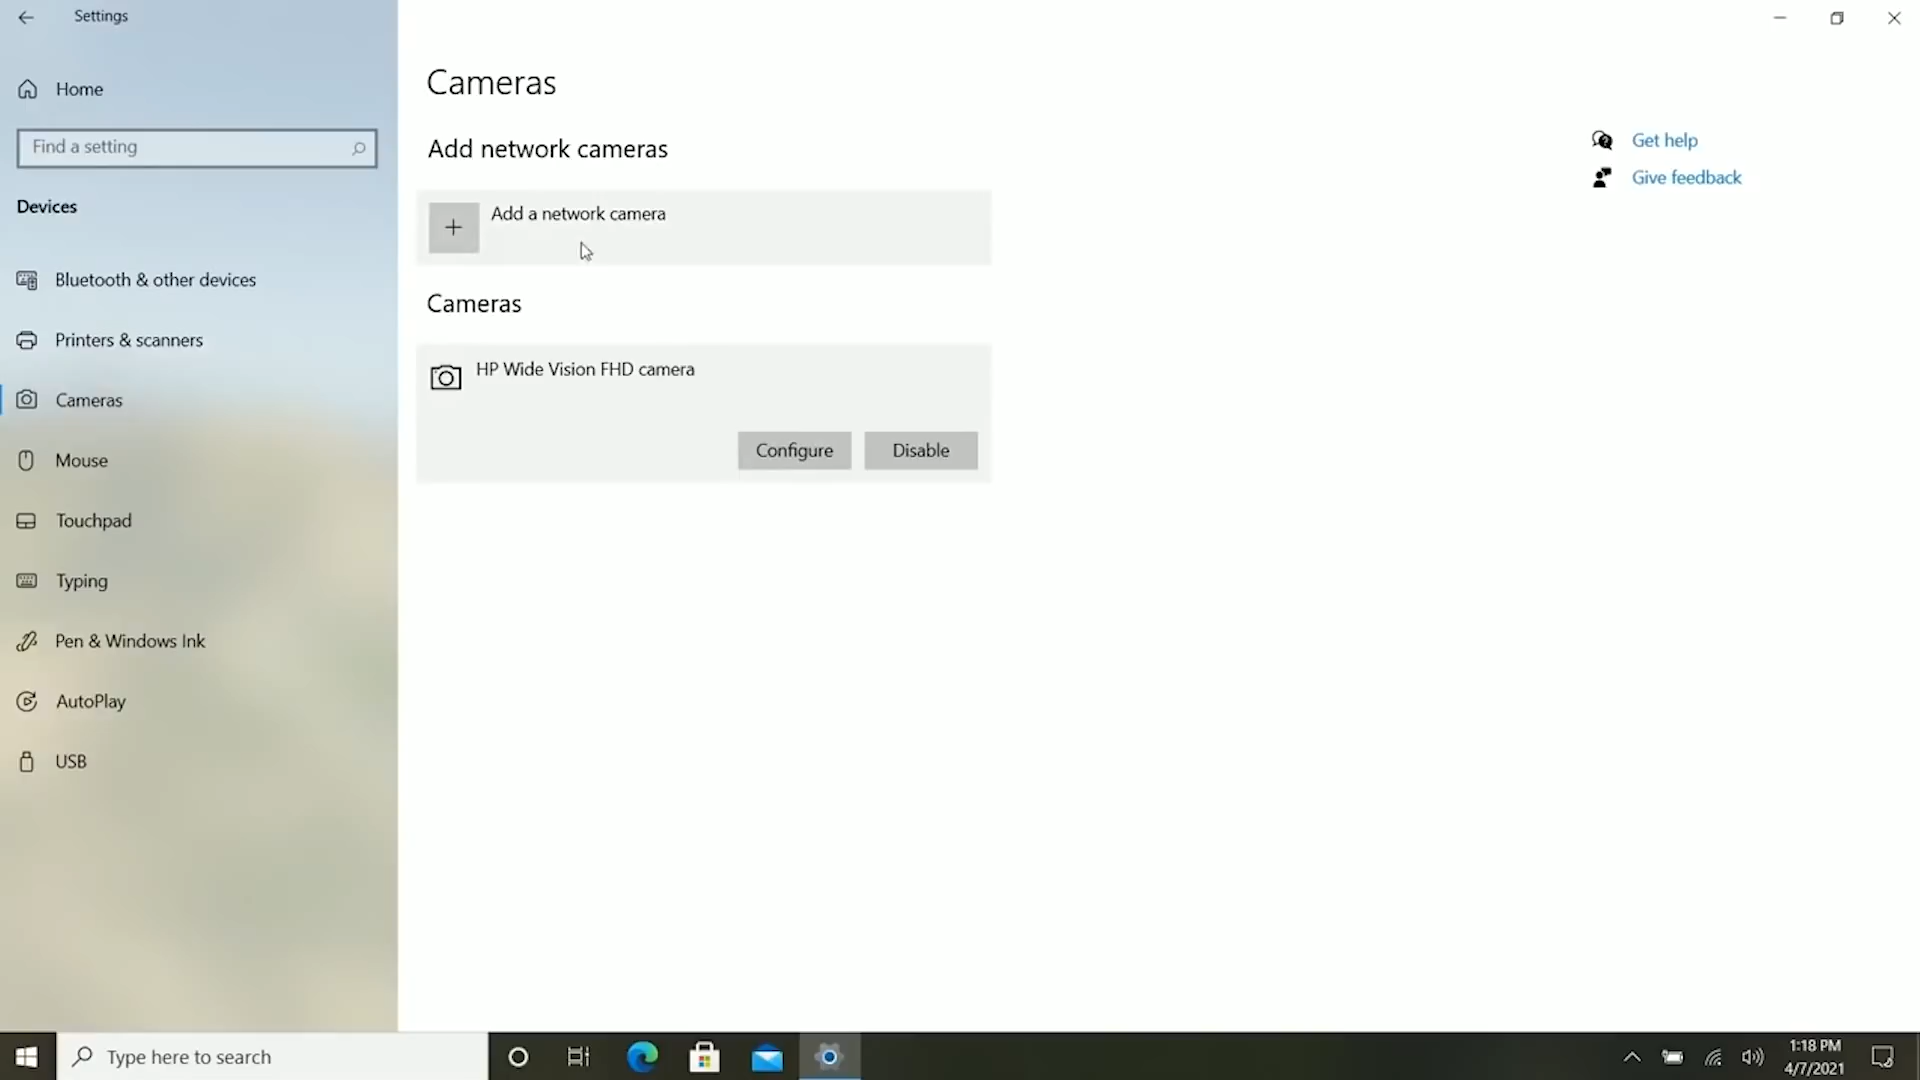 Settings
Home
Find a setting
Devices
Bluetooth & other devices
Printers & scanners
Cameras
Mouse
Touchpad
Typing
Pen & Windows Ink
AutoPlay
USB
Cameras
Add network cameras
Add a network camera
Cameras
HP Wide Vision FHD camera
Configure
Disable
Get help
Give feedback
Type here to search
1:18 PM
4/7/2021